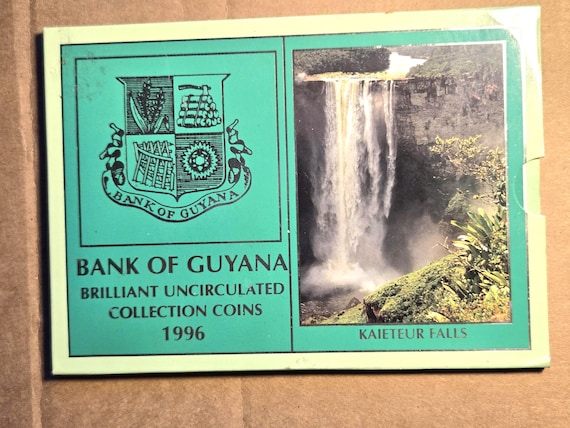 BANK OF GUYANA
BANK OF GUYANA
BRILLIANT UNCIRCULATED
COLLECTION COINS
1996
KAIETEUR FALLS